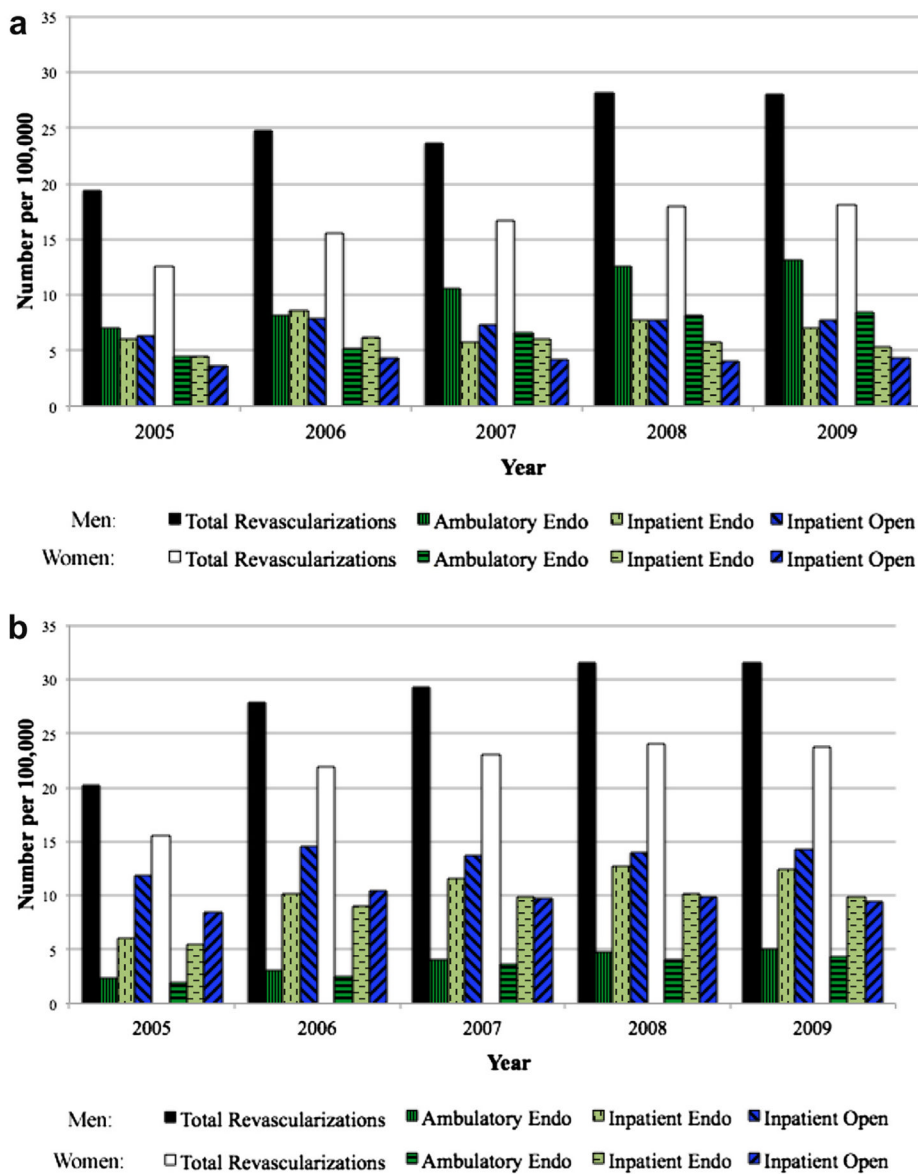 a
35
30
25
20
15
10
5
0
Number per 100,000
2005 2006 2007 2008 2009
Year
Men: Total Revascularizations Ambulatory Endo Inpatient Endo Inpatient Open
Women: Total Revascularizations Ambulatory Endo Inpatient Endo Inpatient Open
b
35
30
25
20
15
10
5
0
Number per 100,000
2005 2006 2007 2008 2009
Year
Men: Total Revascularizations Ambulatory Endo Inpatient Endo Inpatient Open
Women: Total Revascularizations Ambulatory Endo Inpatient Endo Inpatient Open